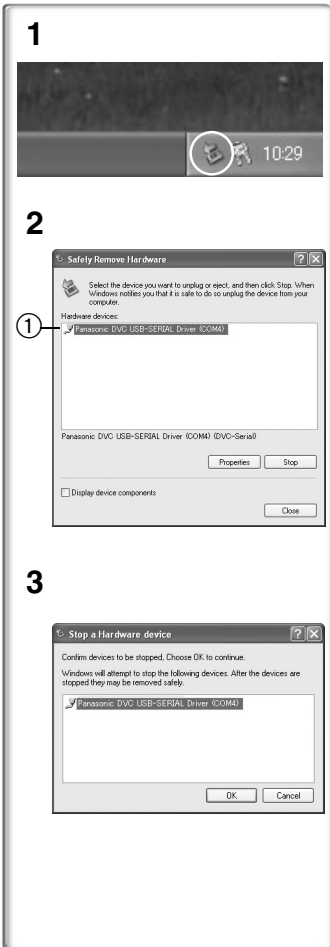 1
10:29
2
Safely Remove Hardware
Select the device you want to unplug or eject, and then click Stop. When
Windows notifies you that it is safe to do so unplug the device from your
computer.
Hardware devices:
1
Panasonic DVC USB-SERIAL Driver (COM4)
Panasonic DVC USB-SERIAL Driver (COM4) (DVC-Serial)
Properties Stop
Display device components
Close
3
Stop a Hardware device
Confirm devices to be stopped, Choose OK to continue.
Windows will attempt to stop the following devices. After the devices are
stopped they may be removed safely.
Panasonic DVC USB-SERIAL Driver (COM4)
OK Cancel